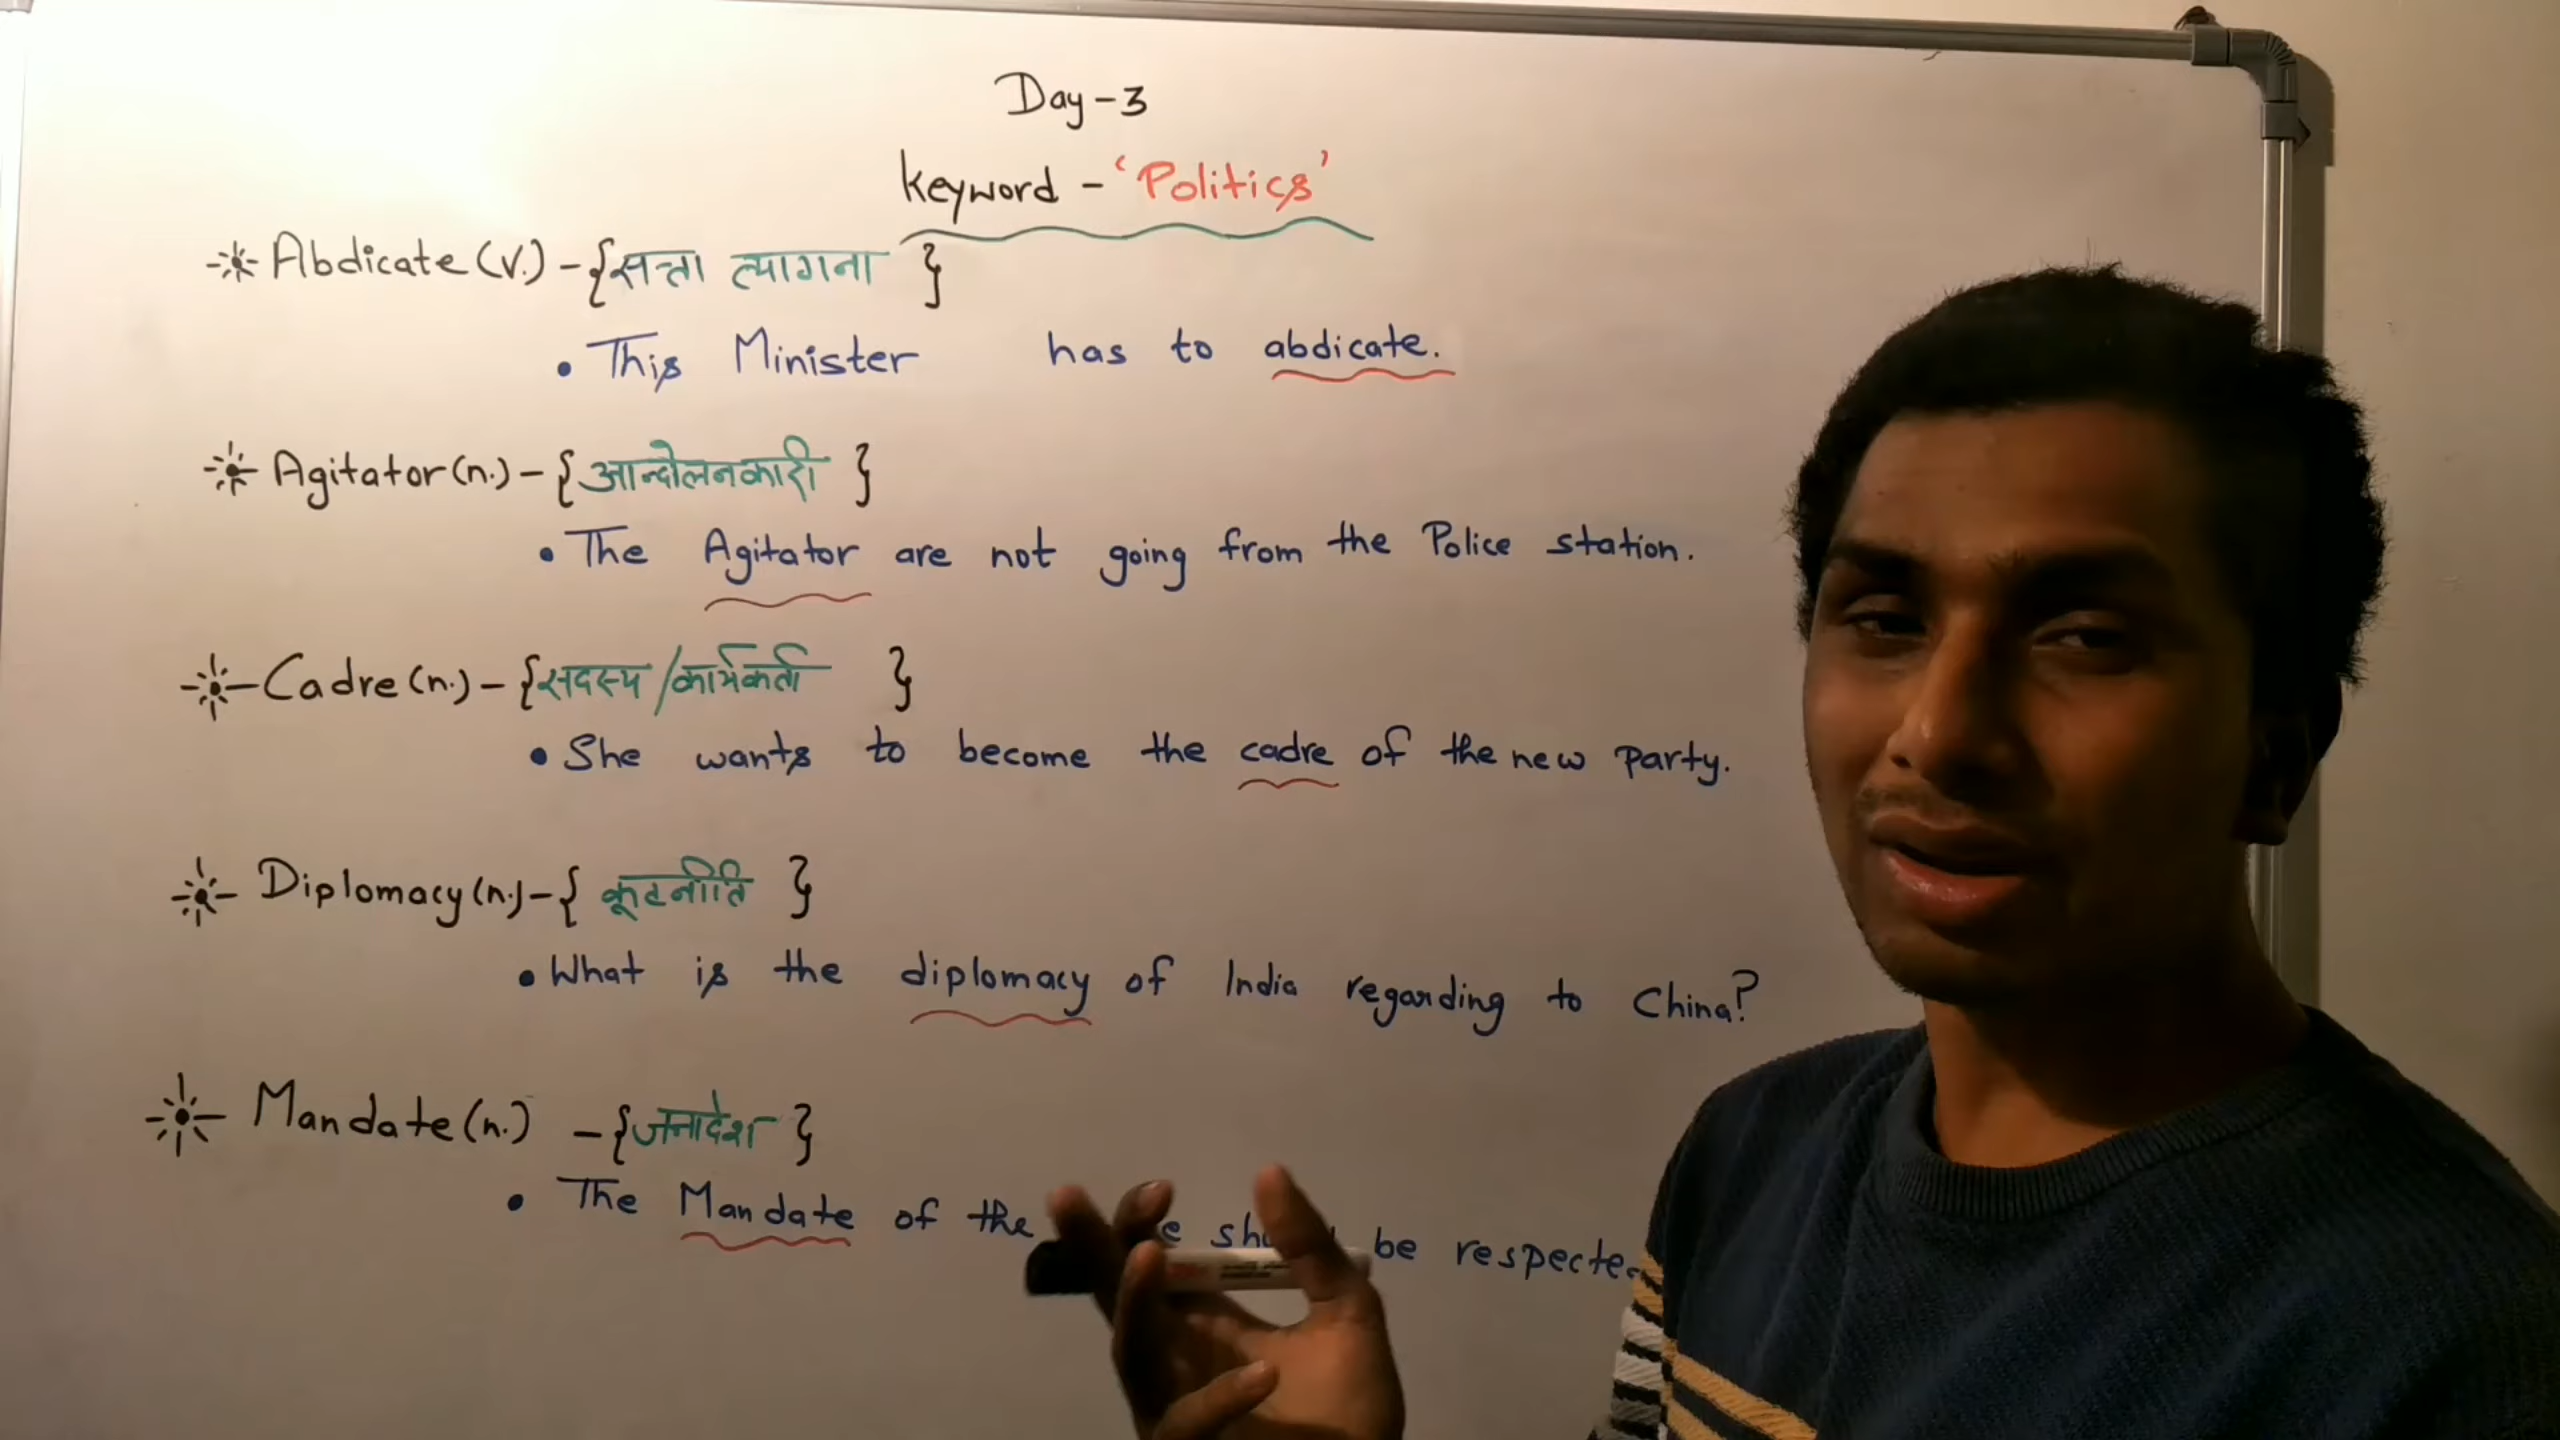 Day-3
Keyword - 'Politics'
Abdicate (v.) - {सत्ता त्यागना }
• This Minister has to abdicate.
Agitator (n.) - {आन्दोलनकारी }
• The Agitator are not going from the Police station.
Cadre (n.) - {सदस्य/कार्यकर्ता }
• She wants to become the cadre of the new party.
Diplomacy (n.) - { कूटनीति }
• What is the diplomacy of India regarding to China?
Mandate (n.) - {जनादेश }
• The Mandate of the be